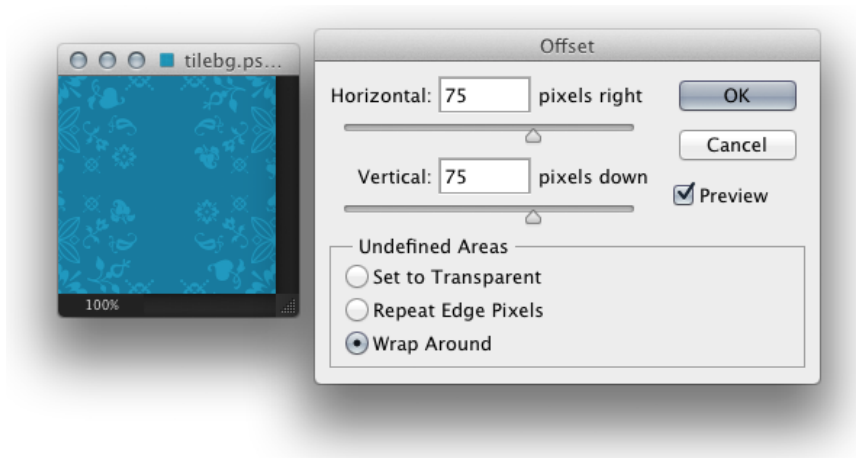 tilebg.ps...
100%
Offset
Horizontal: 75 pixels right
OK
Cancel
Vertical: 75 pixels down
Preview
Undefined Areas
Set to Transparent
Repeat Edge Pixels
Wrap Around